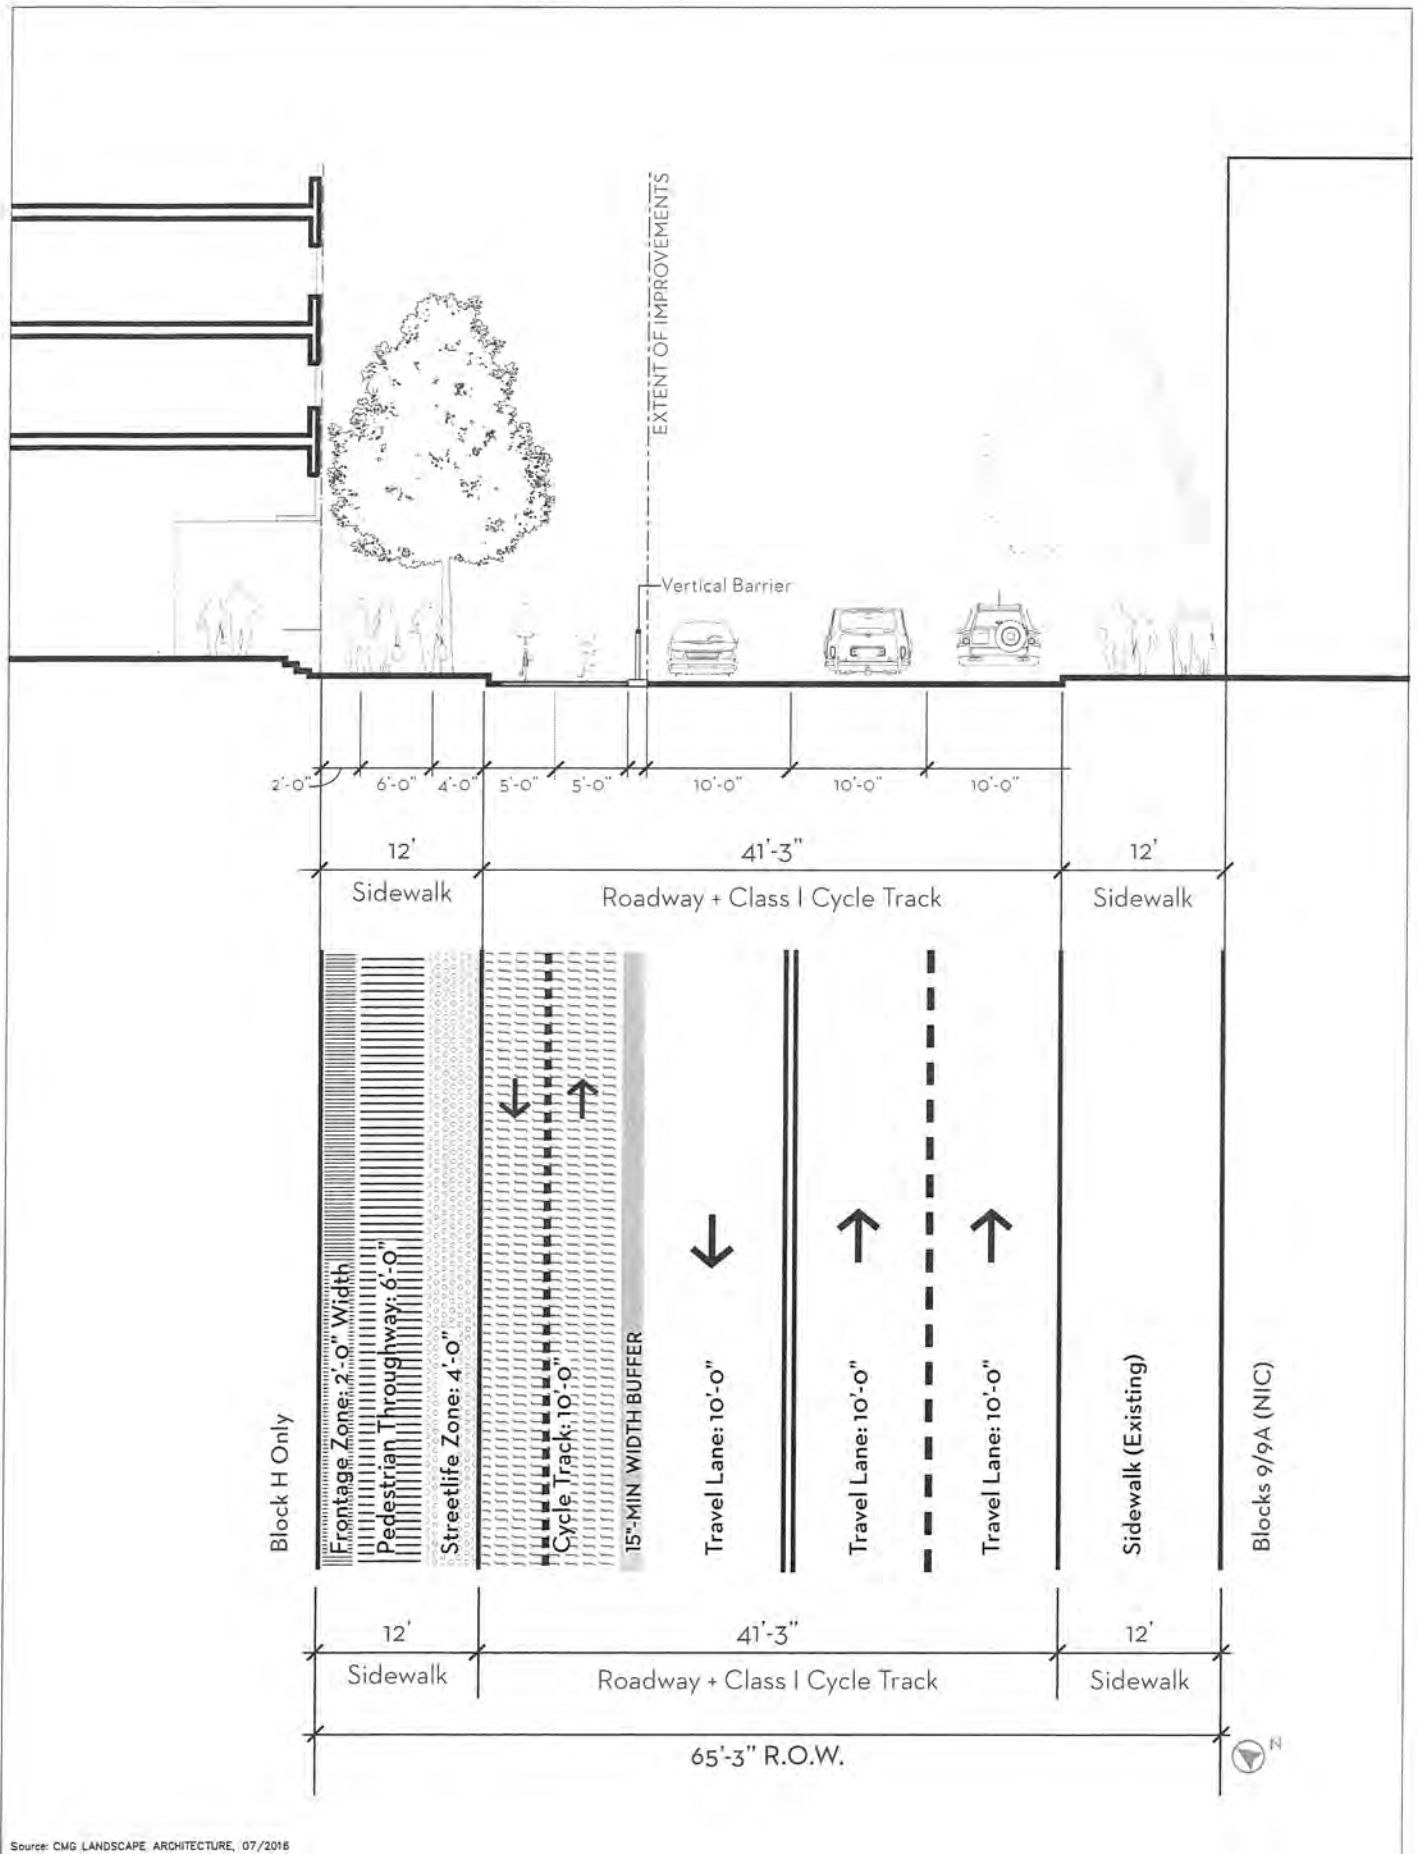 EXTENT OF IMPROVEMENTS
Vertical Barrier
2'-0" 6'-0" 4'-0" 5'-0" 5'-0" 10'-0" 10'-0" 10'-0"
12' 41'-3" 12'
Sidewalk Roadway + Class I Cycle Track Sidewalk
Block H Only
Frontage Zone: 2'-0" Width
Pedestrian Throughway: 6'-0"
Streetlife Zone: 4'-0"
Cycle Track: 10'-0"
15"-MIN WIDTH BUFFER
Travel Lane: 10'-0"
Travel Lane: 10'-0"
Travel Lane: 10'-0"
Sidewalk (Existing)
Blocks 9/9A (NIC)
12' 41'-3" 12'
Sidewalk Roadway + Class I Cycle Track Sidewalk
65'-3" R.O.W.
N
Source: CMG LANDSCAPE ARCHITECTURE, 07/2016